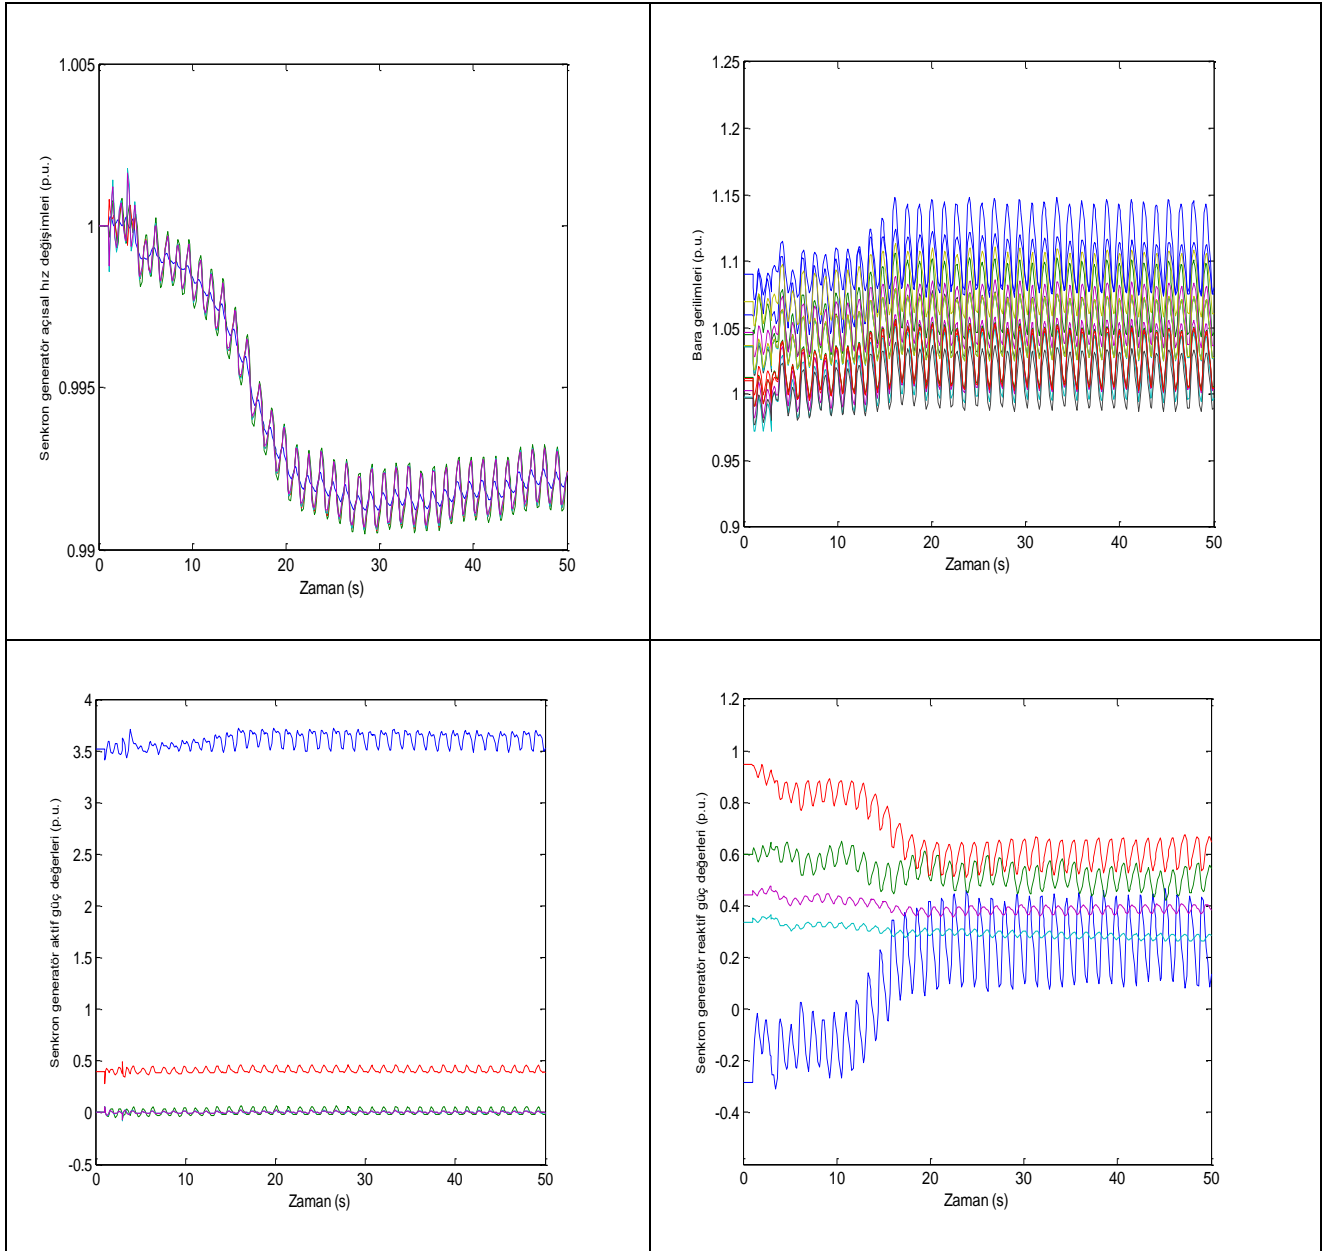 1.005
1
0.995
0.99
0 10 20 30 40 50
Senkron generatör açısal hız değişimleri (p.u.)
Zaman (s)
1.25
1.2
1.15
1.1
1.05
1
0.95
0.9
0 10 20 30 40 50
Bara gerilimleri (p.u.)
Zaman (s)
4
3.5
3
2.5
2
1.5
1
0.5
0
-0.5
0 10 20 30 40 50
Senkron generatör aktif güç değerleri (p.u.)
Zaman (s)
1.2
1
0.8
0.6
0.4
0.2
0
-0.2
-0.4
0 10 20 30 40 50
Senkron generatör reaktif güç değerleri (p.u.)
Zaman (s)